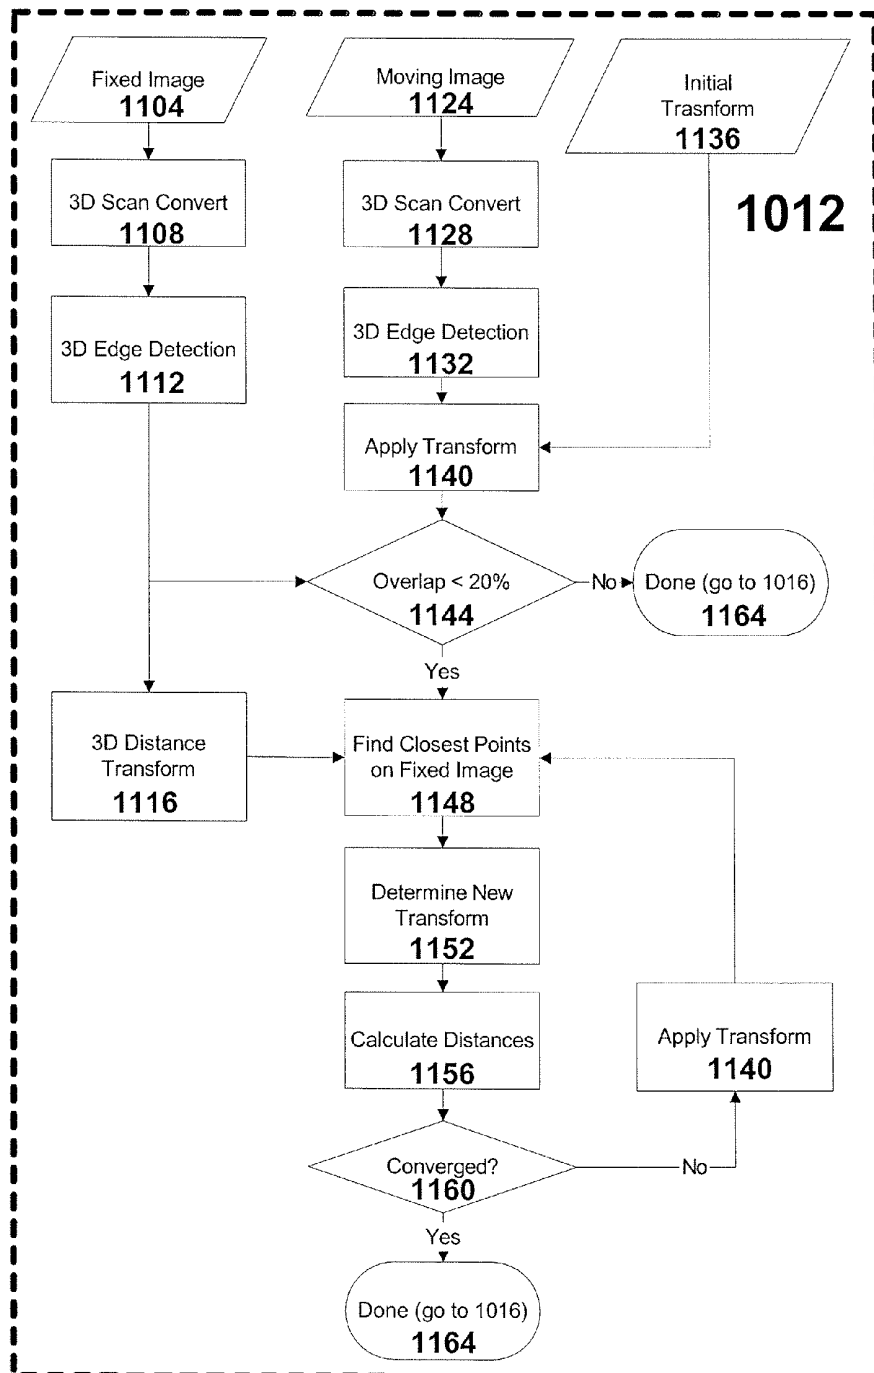 Fixed Image
1104
Moving Image
1124
Initial
Trasnform
1136
3D Scan Convert
1108
3D Scan Convert
1128
1012
3D Edge Detection
1112
3D Edge Detection
1132
Apply Transform
1140
Overlap < 20%
1144
No
Done (go to 1016)
1164
Yes
3D Distance
Transform
1116
Find Closest Points
on Fixed Image
1148
Determine New
Transform
1152
Calculate Distances
1156
Apply Transform
1140
Converged?
1160
No
Yes
Done (go to 1016)
1164